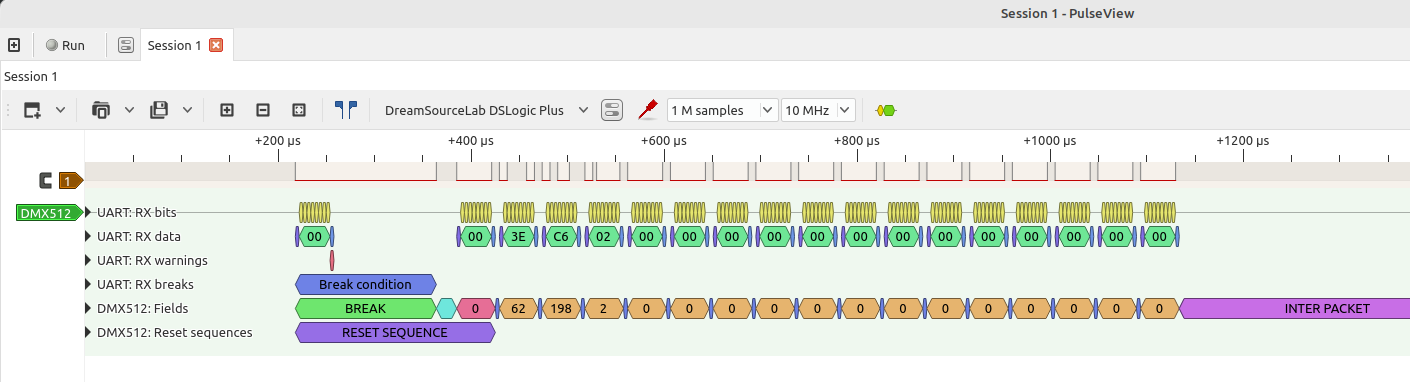 Session 1 - PulseView
Run
Session 1
Session 1
DreamSourceLab DSLogic Plus 1 M samples 10 MHz
+200 µs +400 µs +600 µs +800 µs +1000 µs +1200 µs
1
DMX512 UART: RX bits
UART: RX data 00 00 3E C6 02 00 00 00 00 00 00 00 00 00 00 00 00 00
UART: RX warnings
UART: RX breaks Break condition
DMX512: Fields BREAK 0 62 198 2 0 0 0 0 0 0 0 0 0 0 0 0 0 INTER PACKET
DMX512: Reset sequences RESET SEQUENCE